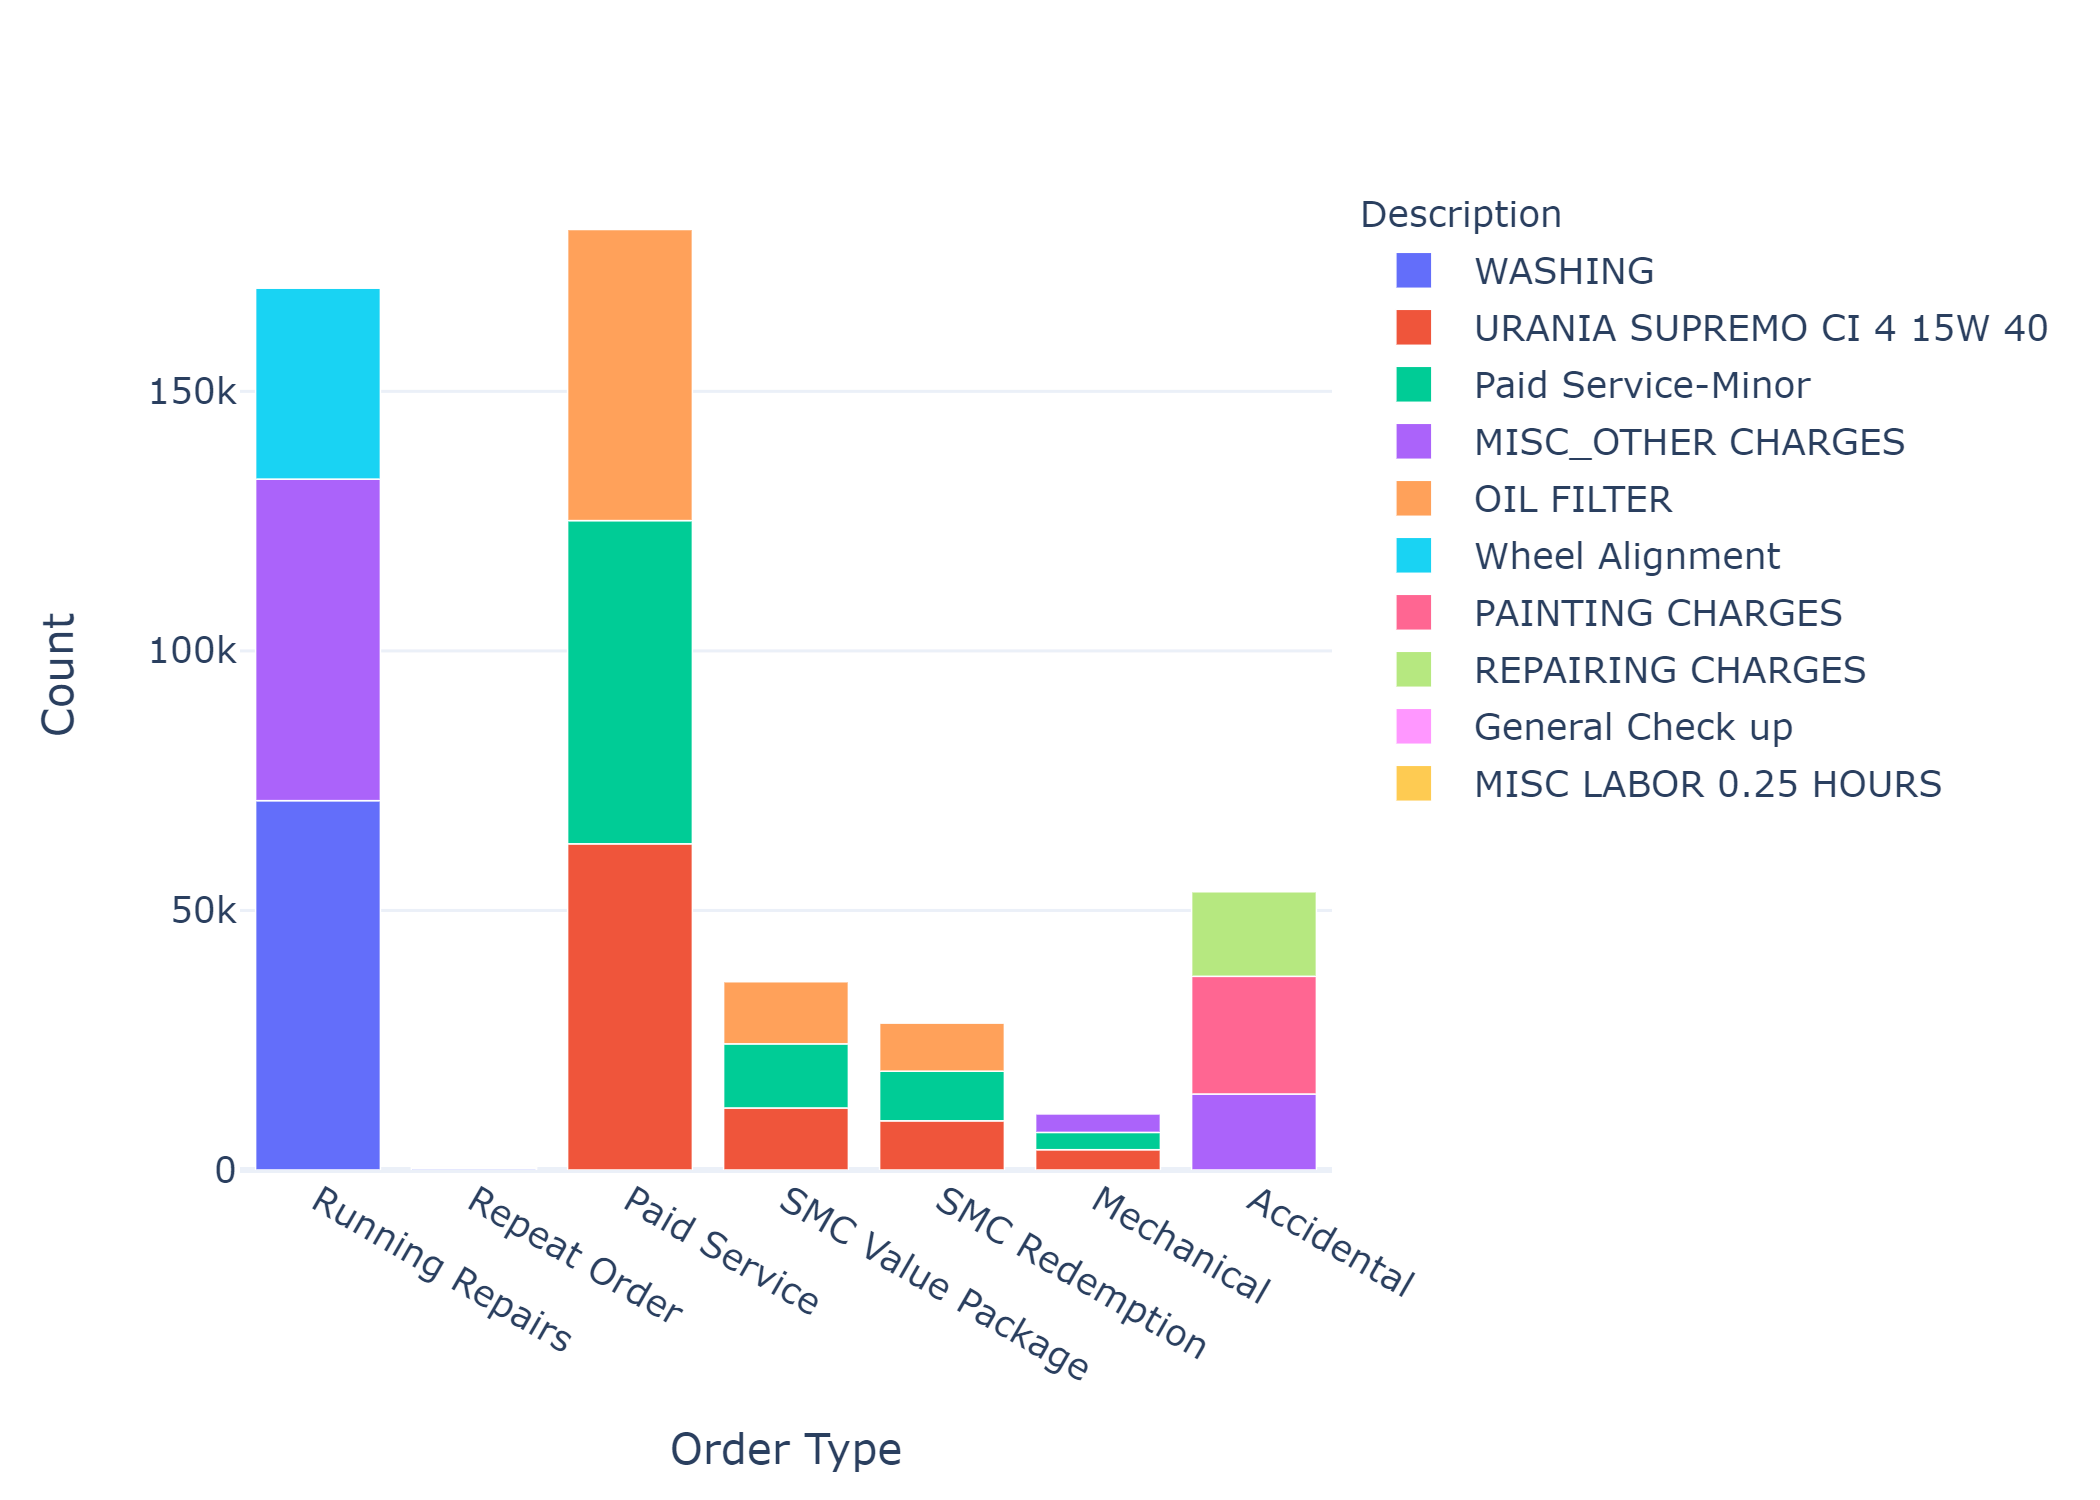 Description
WASHING
URANIA SUPREMO CI 4 15W 40
Paid Service-Minor
MISC_OTHER CHARGES
OIL FILTER
Wheel Alignment
PAINTING CHARGES
REPAIRING CHARGES
General Check up
MISC LABOR 0.25 HOURS
150k
100k
50k
0
Count
Running Repairs
Repeat Order
Paid Service
SMC Value Package
SMC Redemption
Mechanical
Accidental
Order Type